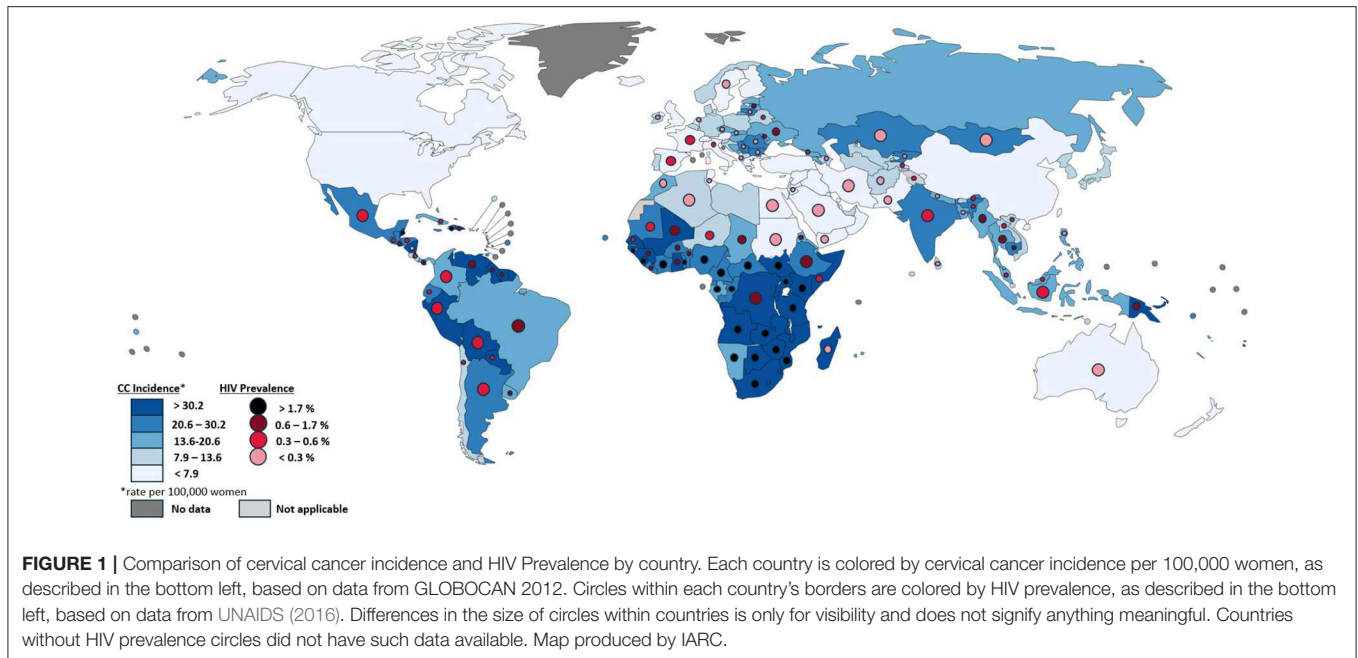 CC Incidence* HIV Prevalence
> 30.2 > 1.7 %
20.6 – 30.2 0.6 – 1.7 %
13.6-20.6 0.3 – 0.6 %
7.9 – 13.6 < 0.3 %
< 7.9
*rate per 100,000 women
No data Not applicable
FIGURE 1 | Comparison of cervical cancer incidence and HIV Prevalence by country. Each country is colored by cervical cancer incidence per 100,000 women, as
described in the bottom left, based on data from GLOBOCAN 2012. Circles within each country's borders are colored by HIV prevalence, as described in the bottom
left, based on data from UNAIDS (2016). Differences in the size of circles within countries is only for visibility and does not signify anything meaningful. Countries
without HIV prevalence circles did not have such data available. Map produced by IARC.